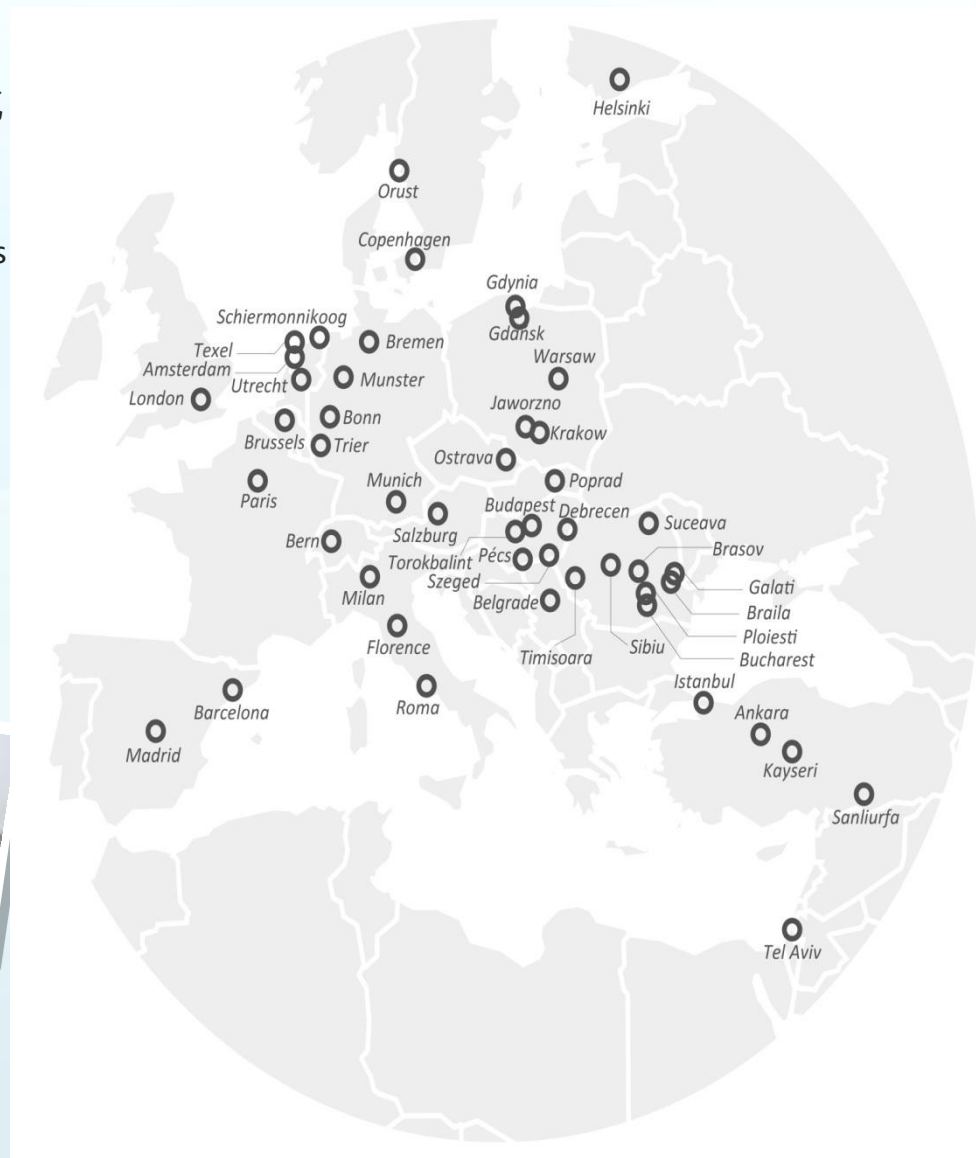 s
Helsinki
Orust
Copenhagen
Gdynia
Schiermonnikoog
Gdańsk
Texel
Bremen
Amsterdam
Warsaw
Utrecht
Munster
London
Jaworzno
Bonn
Krakow
Brussels
Trier
Ostrava
Munich
Poprad
Paris
Budapest
Debrecen
Suceava
Salzburg
Bern
Brasov
Torokbalint
Pécs
Szeged
Galati
Milan
Belgrade
Braila
Florence
Ploiesti
Timisoara
Sibiu
Bucharest
Istanbul
Roma
Barcelona
Ankara
Madrid
Kayseri
Sanliurfa
Tel Aviv